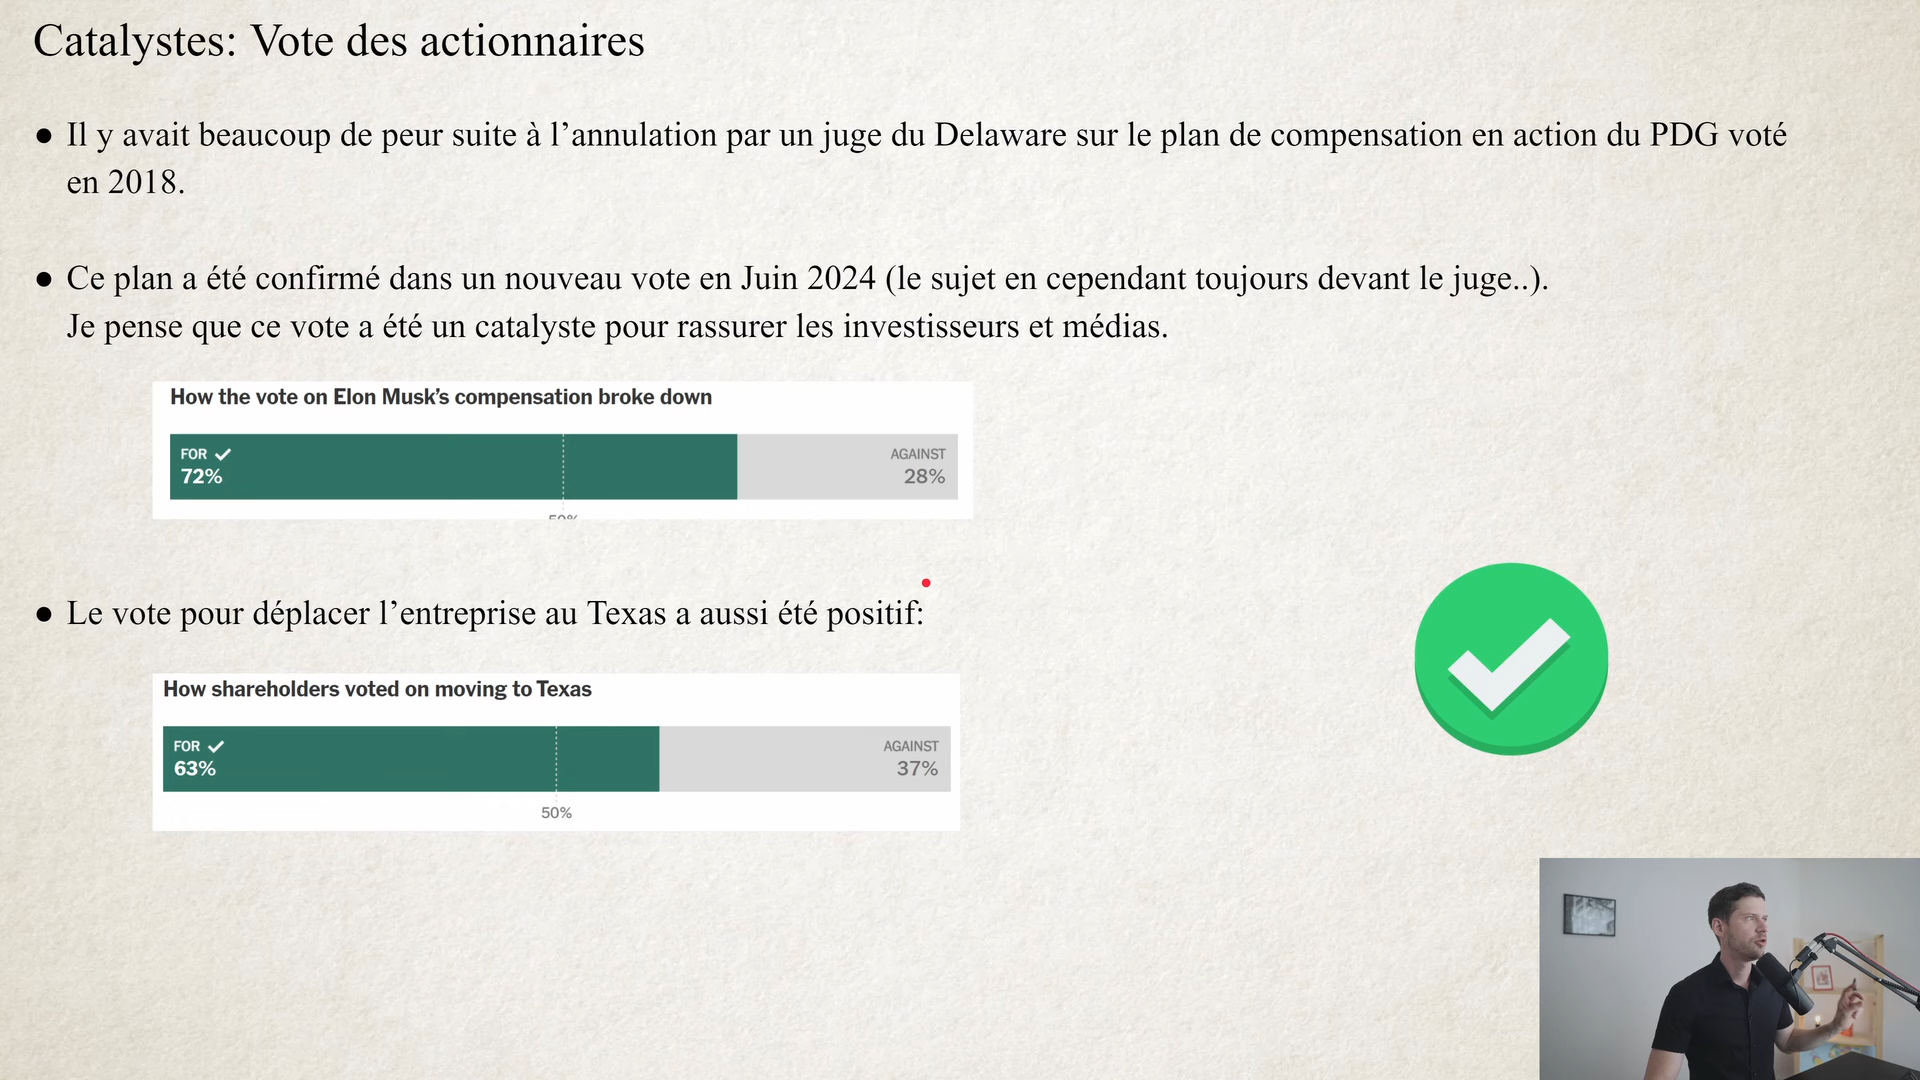 Catalystes: Vote des actionnaires
● Il y avait beaucoup de peur suite à l’annulation par un juge du Delaware sur le plan de compensation en action du PDG voté
en 2018.
● Ce plan a été confirmé dans un nouveau vote en Juin 2024 (le sujet en cependant toujours devant le juge..).
Je pense que ce vote a été un catalyste pour rassurer les investisseurs et médias.
How the vote on Elon Musk’s compensation broke down
FOR ✓ AGAINST
72% 28%
50%
● Le vote pour déplacer l’entreprise au Texas a aussi été positif:
How shareholders voted on moving to Texas
FOR ✓ AGAINST
63% 37%
50%